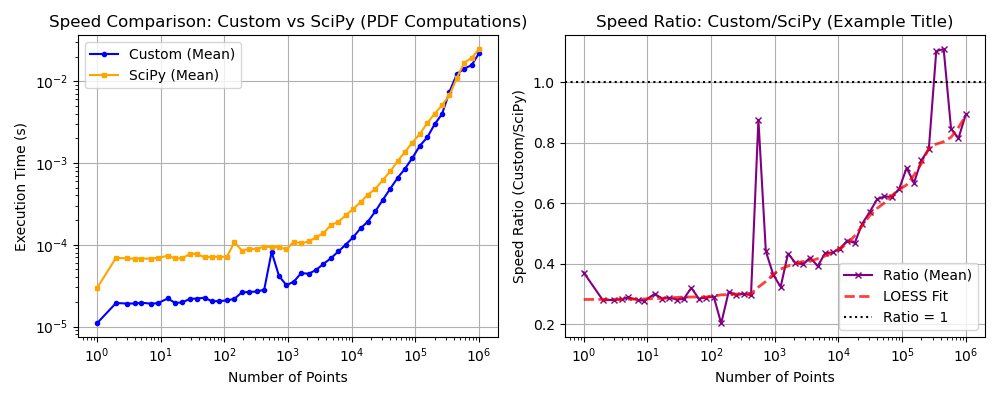 Speed Comparison: Custom vs SciPy (PDF Computations)
Custom (Mean)
SciPy (Mean)
Execution Time (s)
10⁻²
10⁻³
10⁻⁴
10⁻⁵
10⁰ 10¹ 10² 10³ 10⁴ 10⁵ 10⁶
Number of Points
Speed Ratio: Custom/SciPy (Example Title)
Speed Ratio (Custom/SciPy)
1.0
0.8
0.6
0.4
0.2
Ratio (Mean)
LOESS Fit
Ratio = 1
10⁰ 10¹ 10² 10³ 10⁴ 10⁵ 10⁶
Number of Points